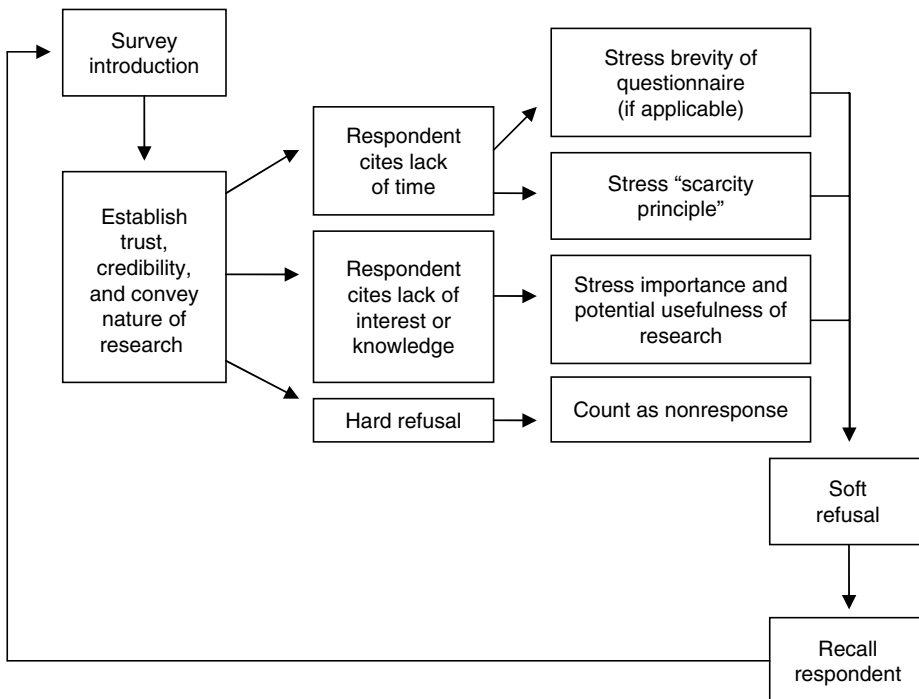 Survey
introduction
Establish
trust,
credibility,
and convey
nature of
research
Respondent
cites lack
of time
Respondent
cites lack of
interest or
knowledge
Hard refusal
Stress brevity of
questionnaire
(if applicable)
Stress “scarcity
principle”
Stress importance and
potential usefulness of
research
Count as nonresponse
Soft
refusal
Recall
respondent